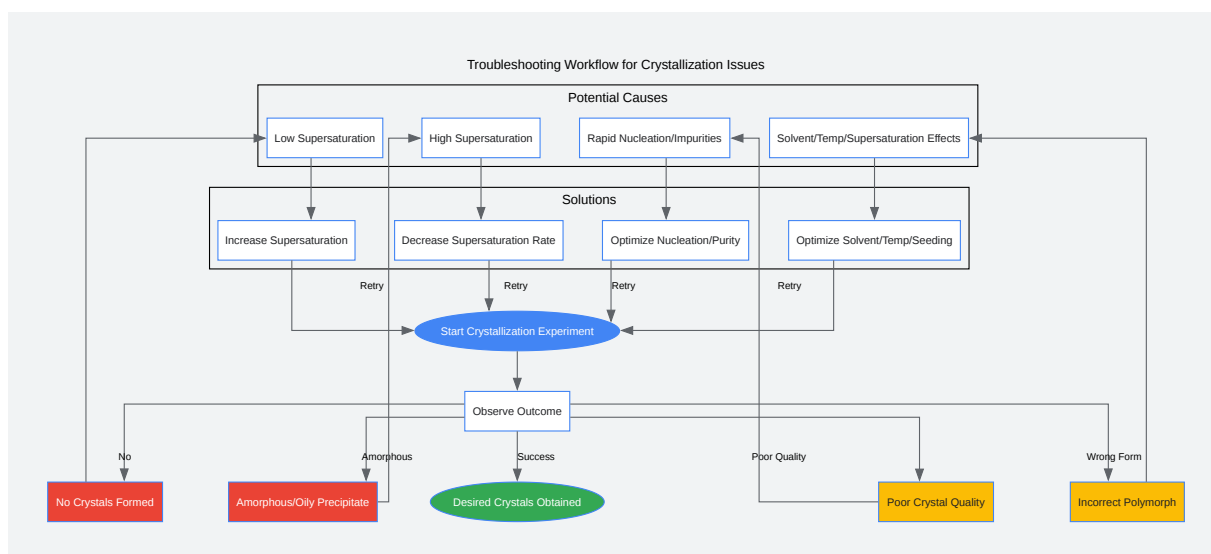 Troubleshooting Workflow for Crystallization Issues
Potential Causes
Low Supersaturation
High Supersaturation
Rapid Nucleation/Impurities
Solvent/Temp/Supersaturation Effects
Solutions
Increase Supersaturation
Decrease Supersaturation Rate
Optimize Nucleation/Purity
Optimize Solvent/Temp/Seeding
Retry
Retry
Retry
Retry
Start Crystallization Experiment
Observe Outcome
No
Amorphous
Success
Poor Quality
Wrong Form
No Crystals Formed
Amorphous/Oily Precipitate
Desired Crystals Obtained
Poor Crystal Quality
Incorrect Polymorph